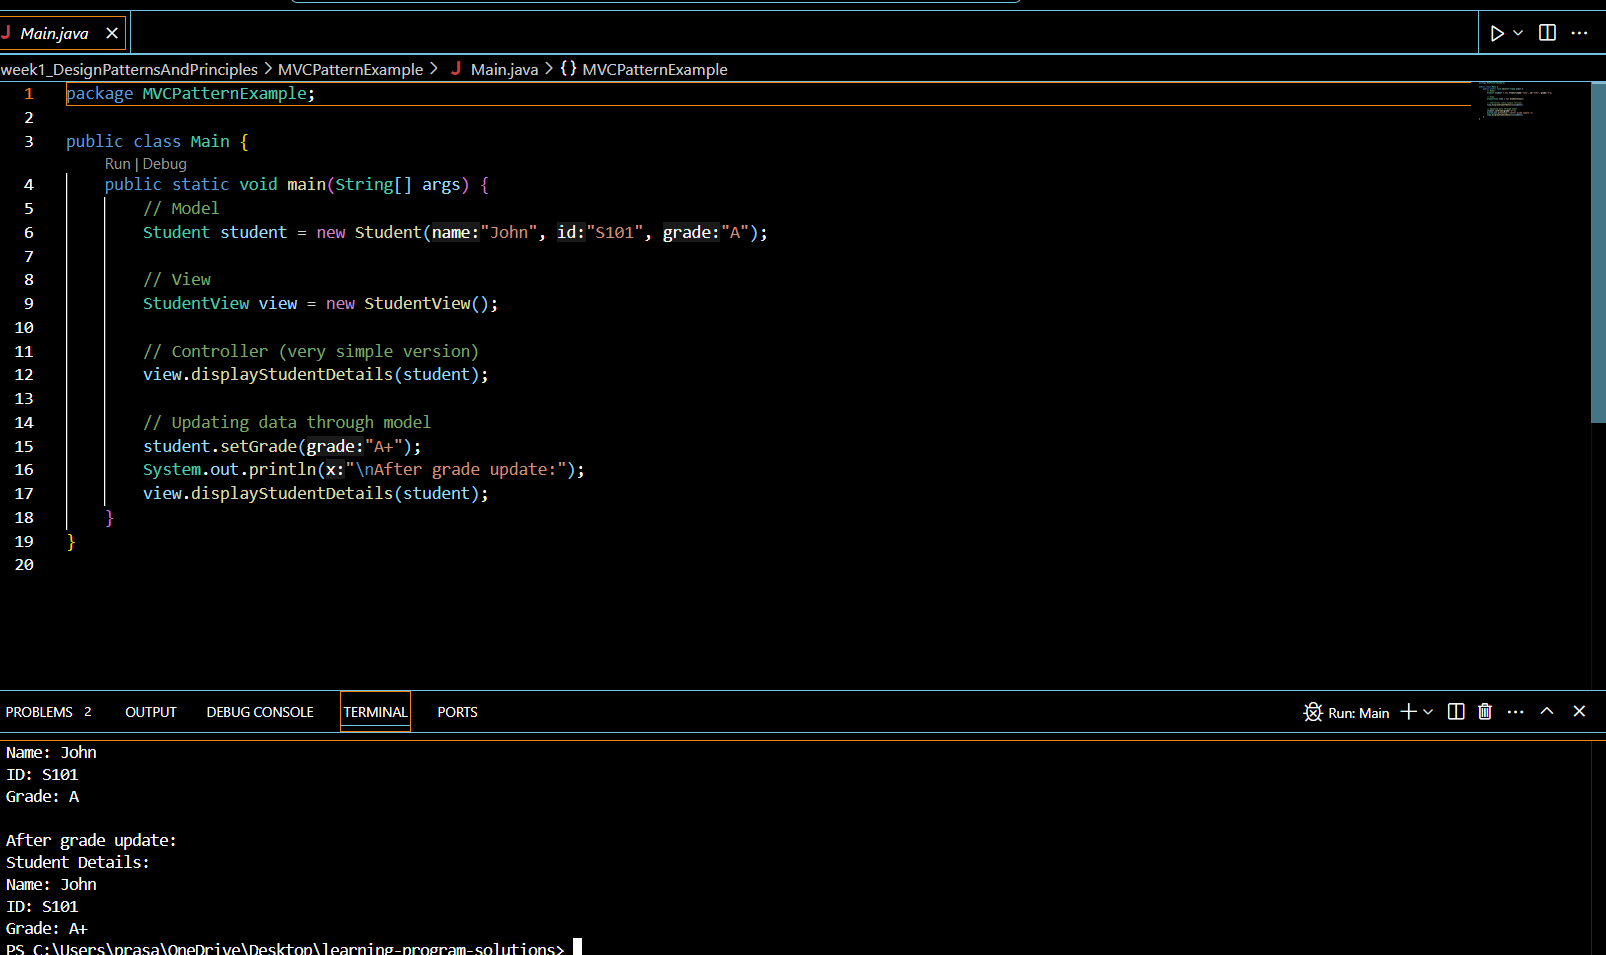 Main.java
week1_DesignPatternsAndPrinciples > MVCPatternExample > J Main.java > {} MVCPatternExample
1 package MVCPatternExample;
2
3 public class Main {
Run | Debug
4 public static void main(String[] args) {
5 // Model
6 Student student = new Student(name:"John", id:"S101", grade:"A");
7
8 // View
9 StudentView view = new StudentView();
10
11 // Controller (very simple version)
12 view.displayStudentDetails(student);
13
14 // Updating data through model
15 student.setGrade(grade:"A+");
16 System.out.println(x:"\nAfter grade update:");
17 view.displayStudentDetails(student);
18 }
19 }
20
PROBLEMS 2 OUTPUT DEBUG CONSOLE TERMINAL PORTS Run: Main
Name: John
ID: S101
Grade: A

After grade update:
Student Details:
Name: John
ID: S101
Grade: A+
PS C:\Users\prasa\OneDrive\Desktop\learning-program-solutions>